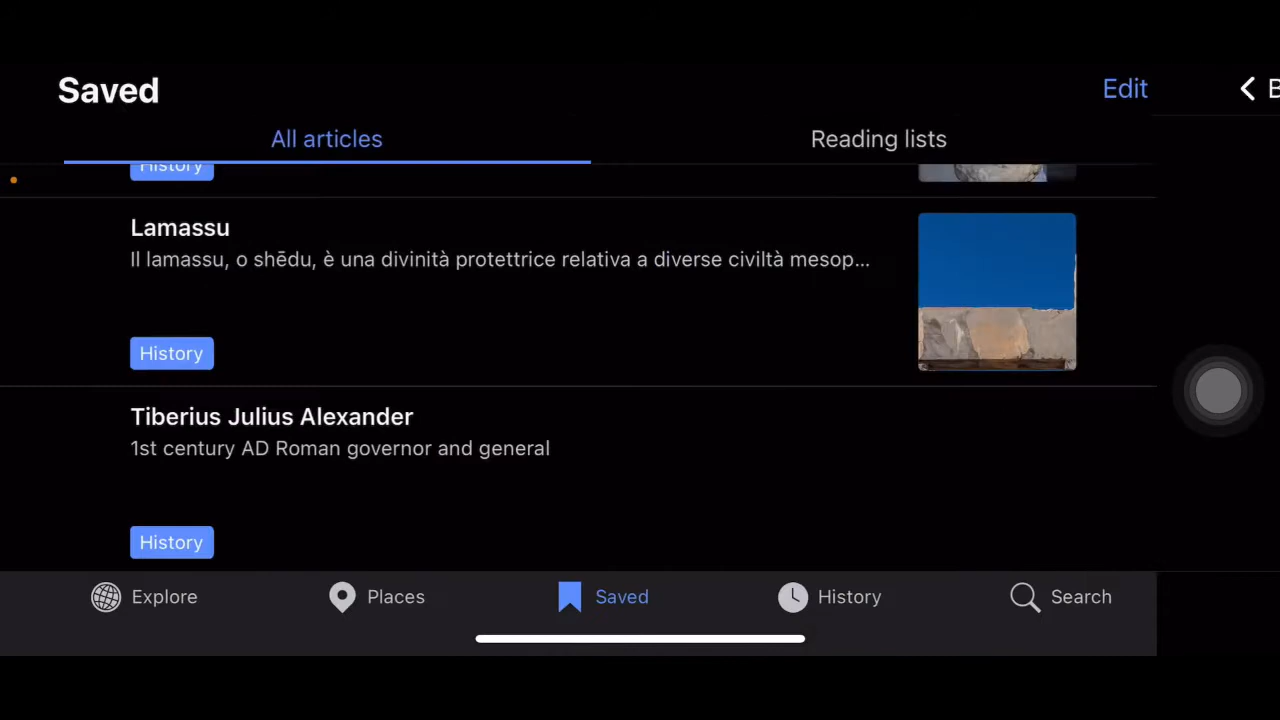 Saved
Edit
B
All articles
Reading lists
History
Lamassu
Il lamassu, o shēdu, è una divinità protettrice relativa a diverse civiltà mesop...
History
Tiberius Julius Alexander
1st century AD Roman governor and general
History
Explore
Places
Saved
History
Search